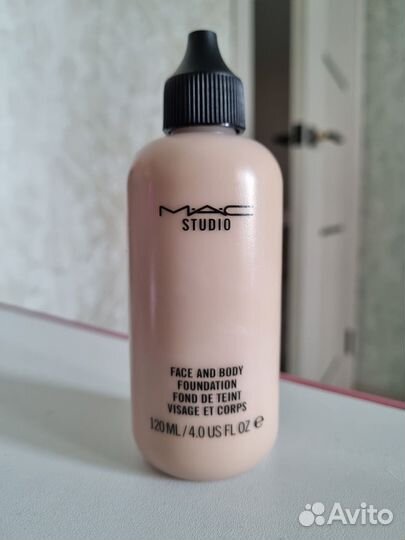 M·A·C
STUDIO
FACE AND BODY
FOUNDATION
FOND DE TEINT
VISAGE ET CORPS
120 ML / 4.0 US FL OZ ℮
Avito